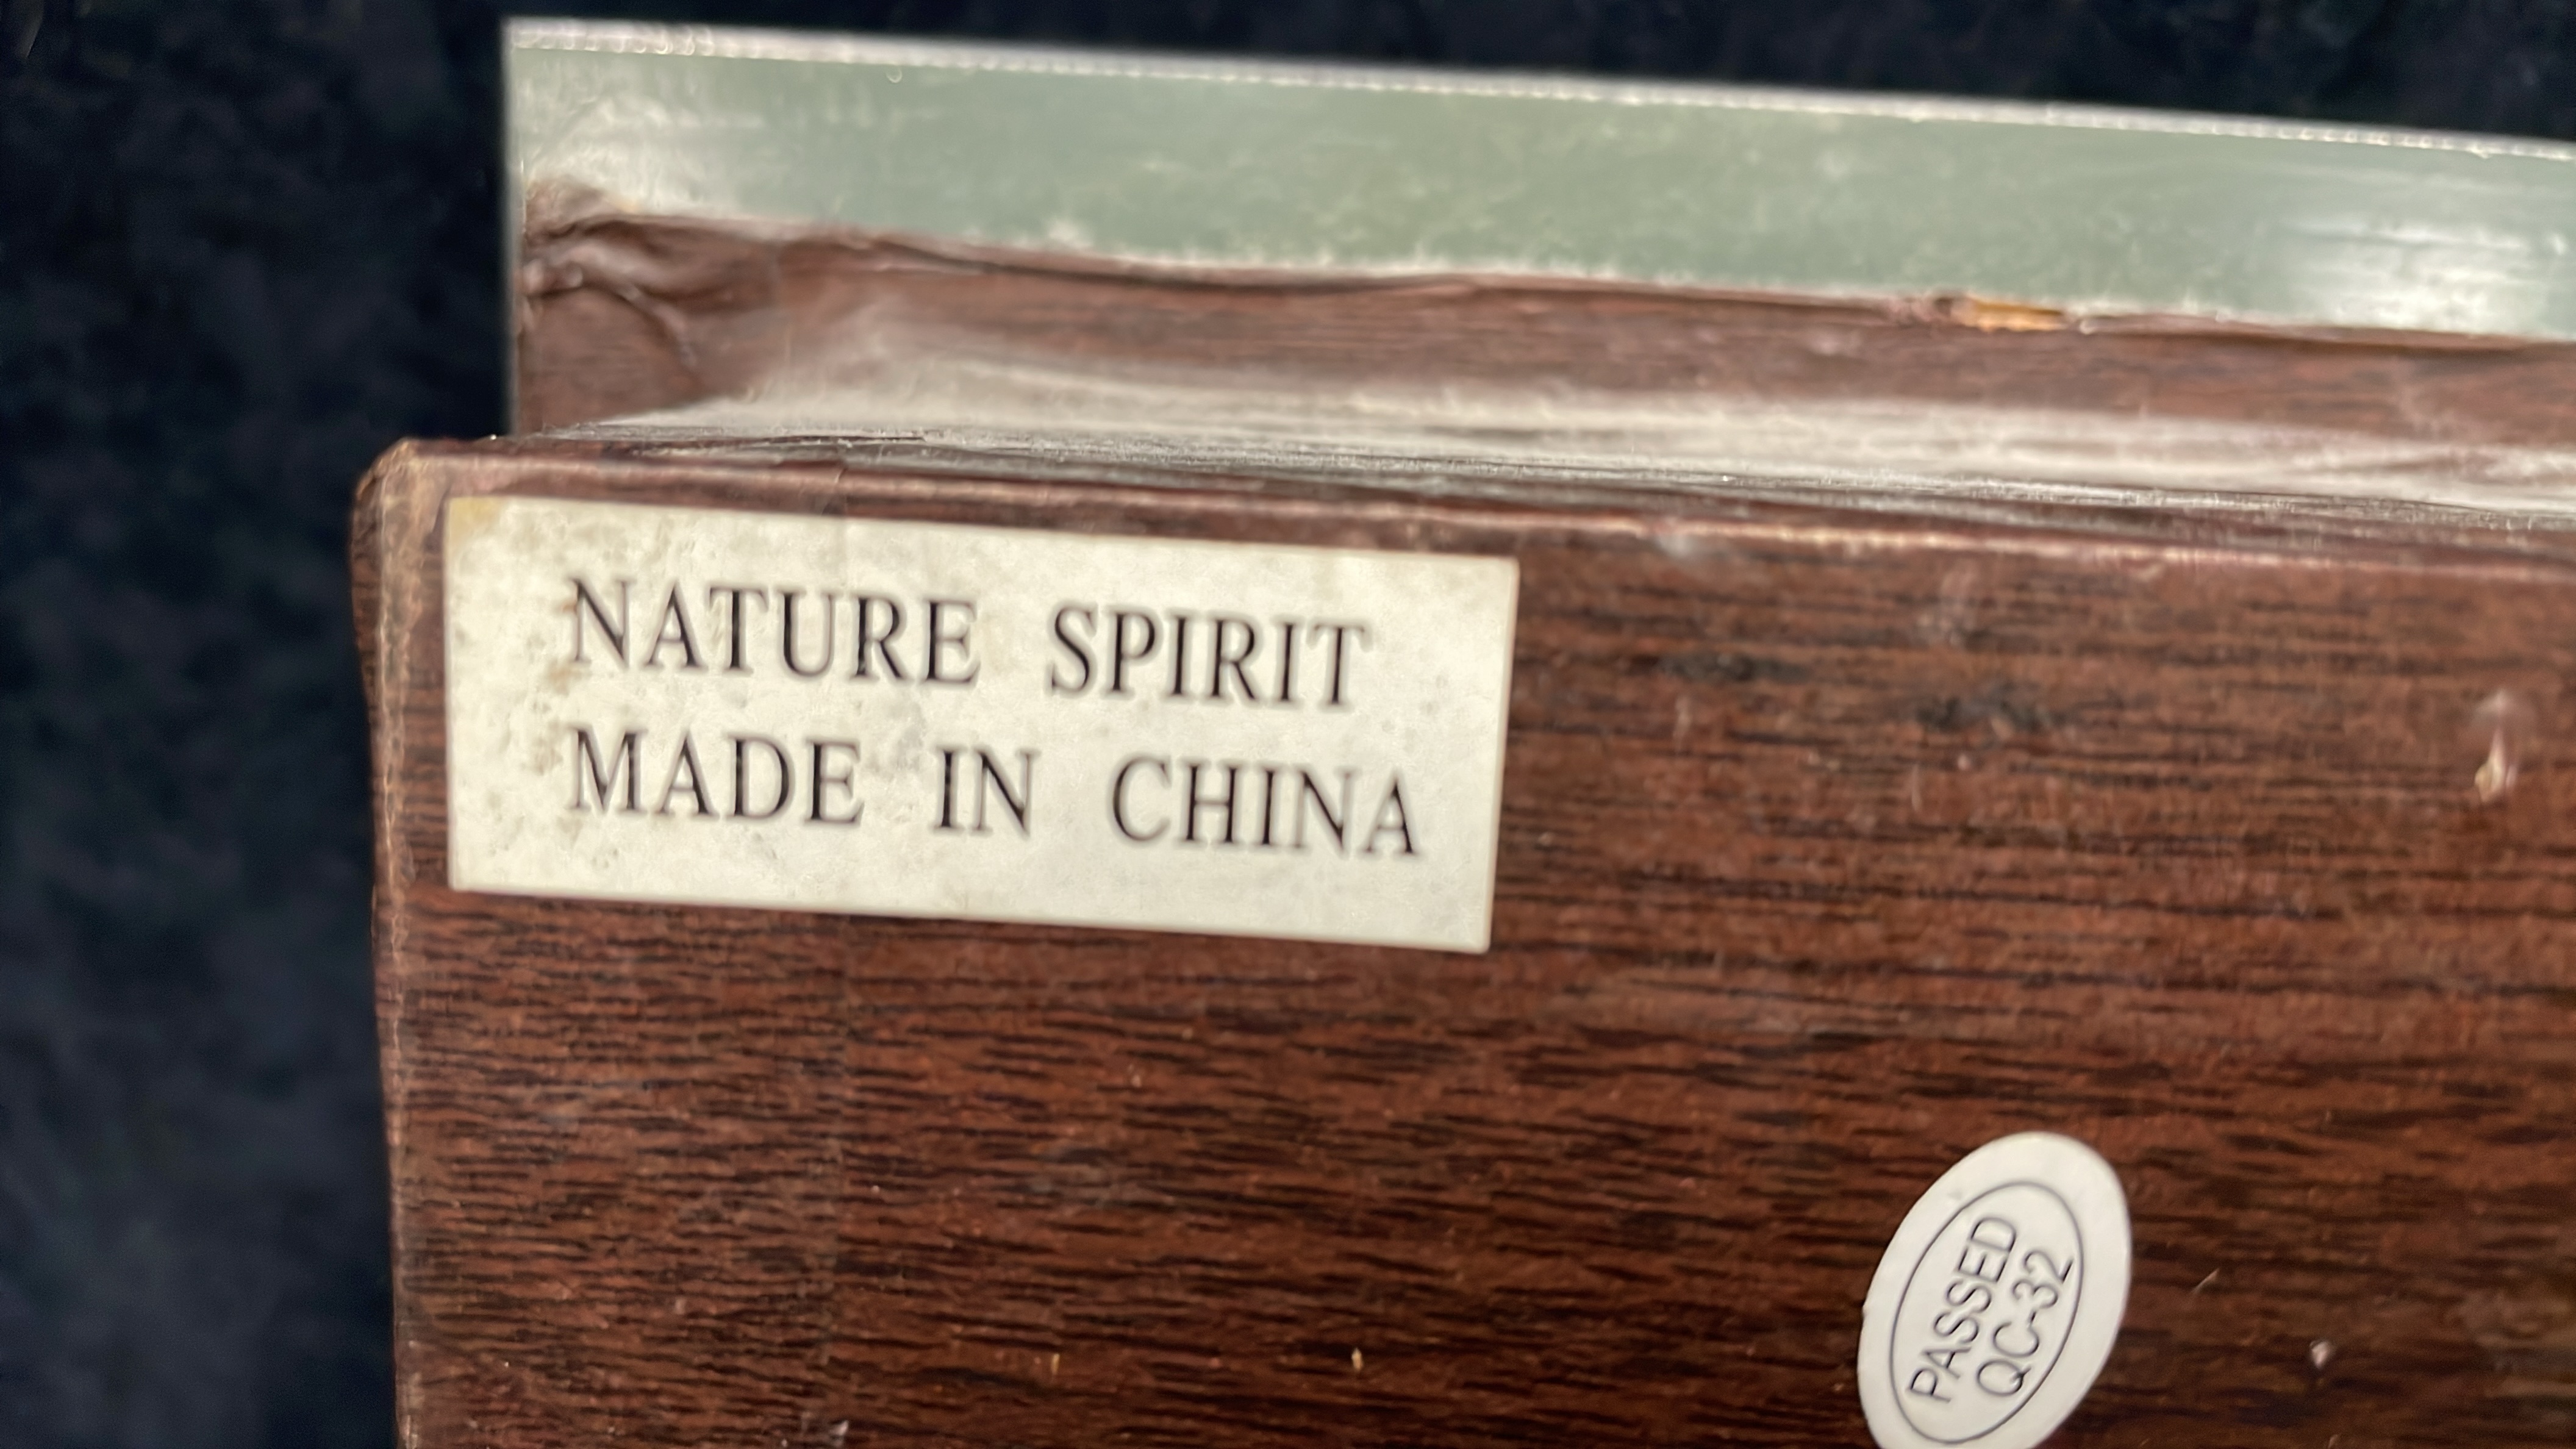 NATURE SPIRIT
MADE IN CHINA
PASSED
QC-32